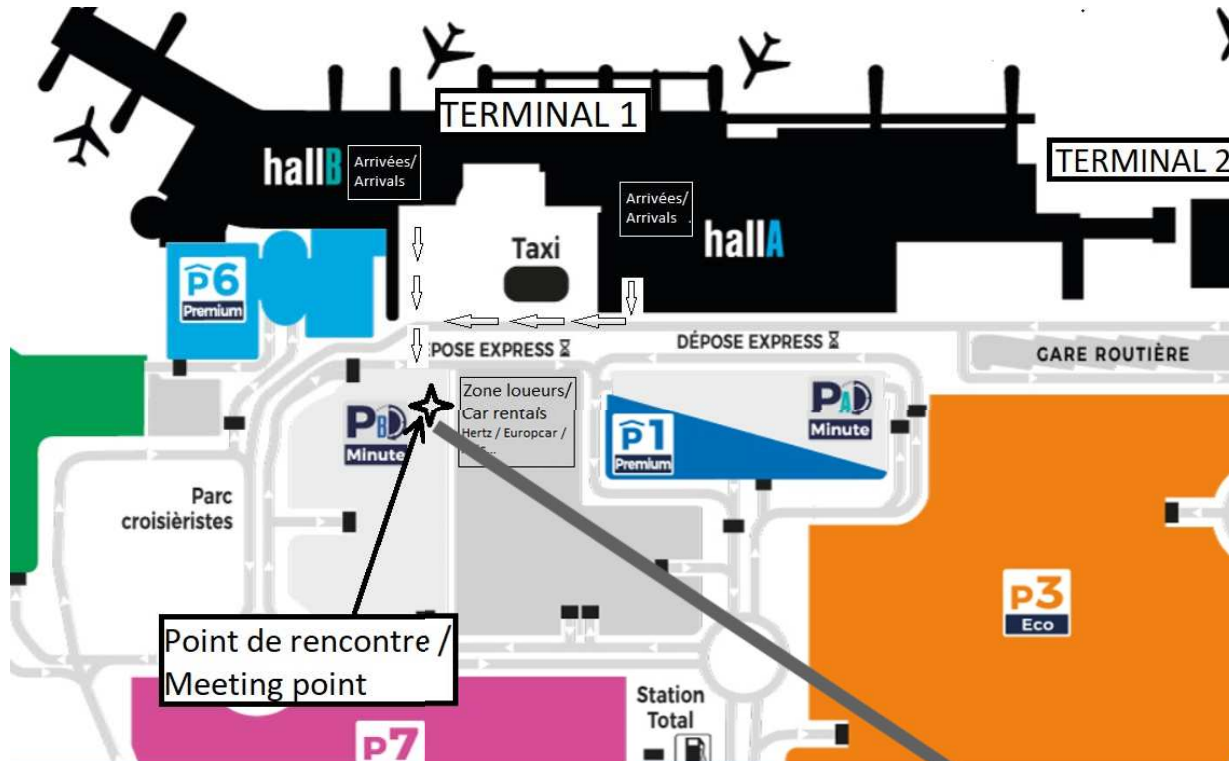 TERMINAL 1
TERMINAL 2
hallB
Arrivées/
Arrivals
Arrivées/
Arrivals .
hallA
Taxi
P6
Premium
POSE EXPRESS
DÉPOSE EXPRESS
GARE ROUTIÈRE
Zone loueurs/
Car rentals
Hertz / Europcar /
PB
Minute
P1
Premium
PA
Minute
Parc
croisièristes
P3
Eco
Point de rencontre /
Meeting point
Station
Total
P7